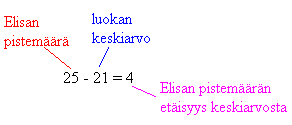 Elisan
pistemäärä
luokan
keskiarvo
25 - 21 = 4
Elisan pistemäärän
etäisyys keskiarvosta